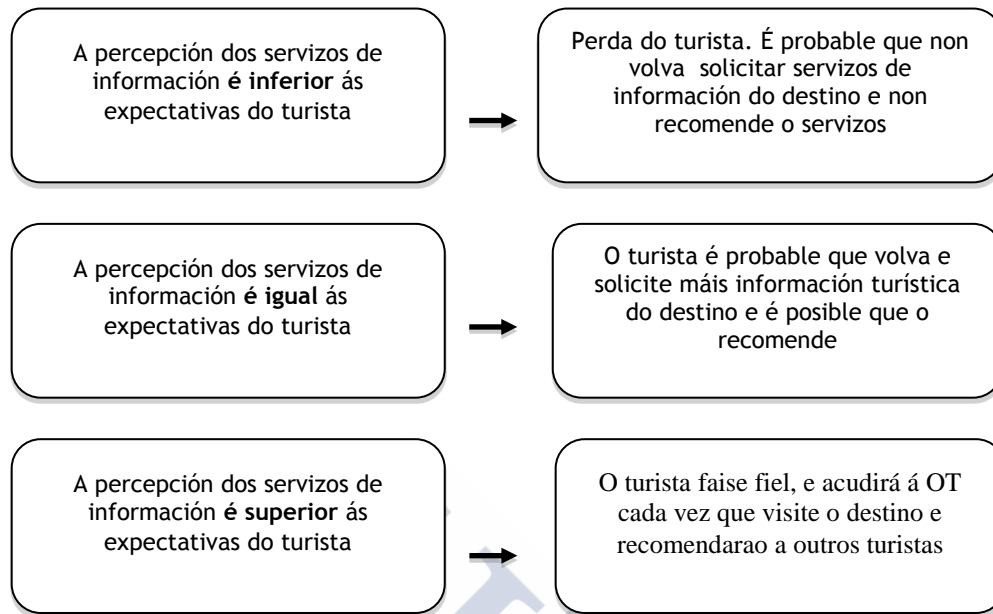 A percepción dos servizos de
información é inferior ás
expectativas do turista
Perda do turista. É probable que non
volva solicitar servizos de
información do destino e non
recomende o servizos
A percepción dos servizos de
información é igual ás
expectativas do turista
O turista é probable que volva e
solicite máis información turística
do destino e é posible que o
recomende
A percepción dos servizos de
información é superior ás
expectativas do turista
O turista faise fiel, e acudirá á OT
cada vez que visite o destino e
recomendarao a outros turistas